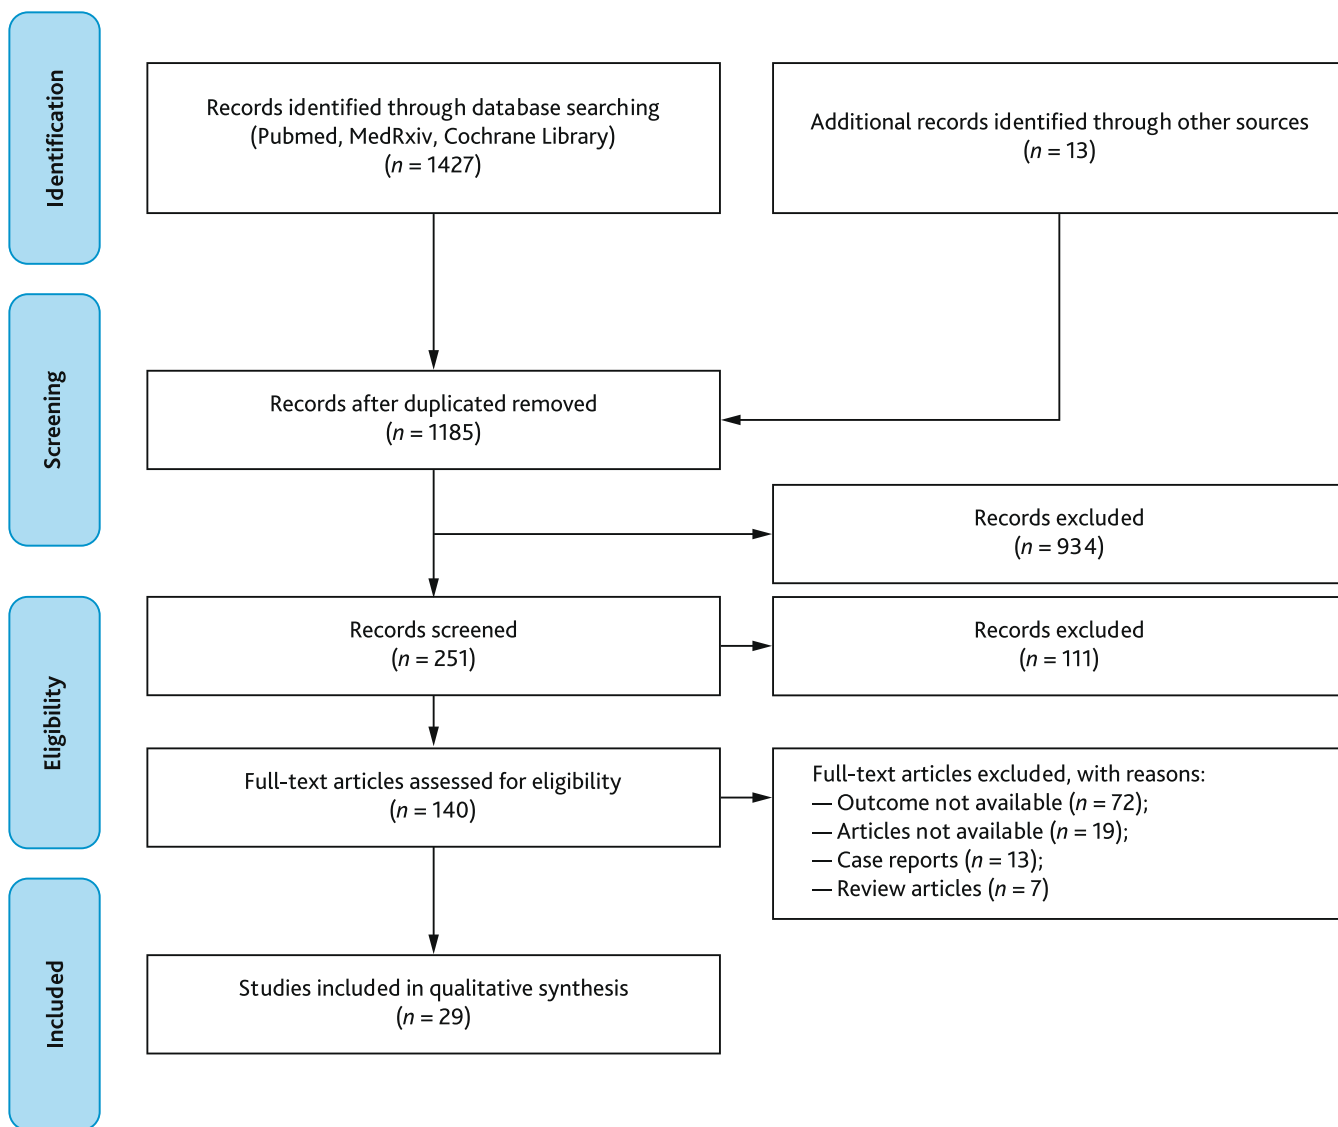 Identification
Records identified through database searching
(Pubmed, MedRxiv, Cochrane Library)
(n = 1427)
Additional records identified through other sources
(n = 13)
Screening
Records after duplicated removed
(n = 1185)
Records excluded
(n = 934)
Eligibility
Records screened
(n = 251)
Records excluded
(n = 111)
Full-text articles assessed for eligibility
(n = 140)
Full-text articles excluded, with reasons:
— Outcome not available (n = 72);
— Articles not available (n = 19);
— Case reports (n = 13);
— Review articles (n = 7)
Included
Studies included in qualitative synthesis
(n = 29)